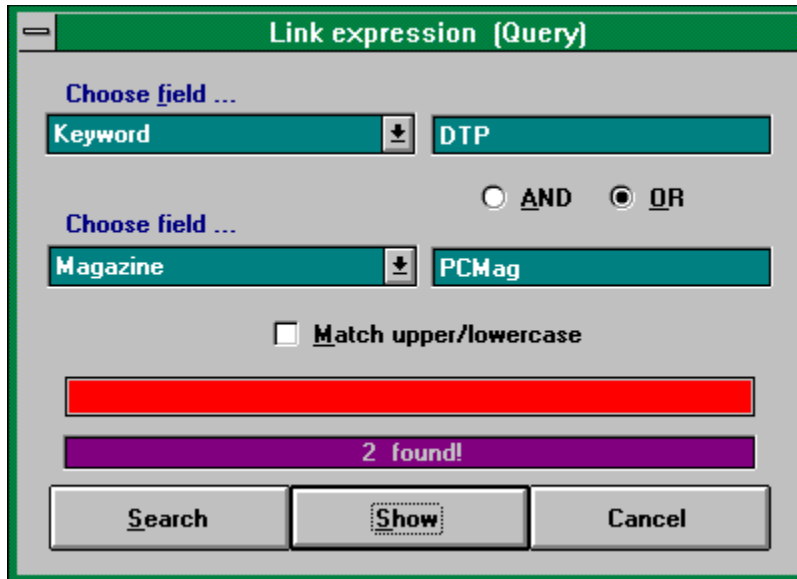 Link expression (Query)
Choose field ...
Keyword DTP
AND OR
Choose field ...
Magazine PCMag
Match upper/lowercase
2 found!
Search Show Cancel